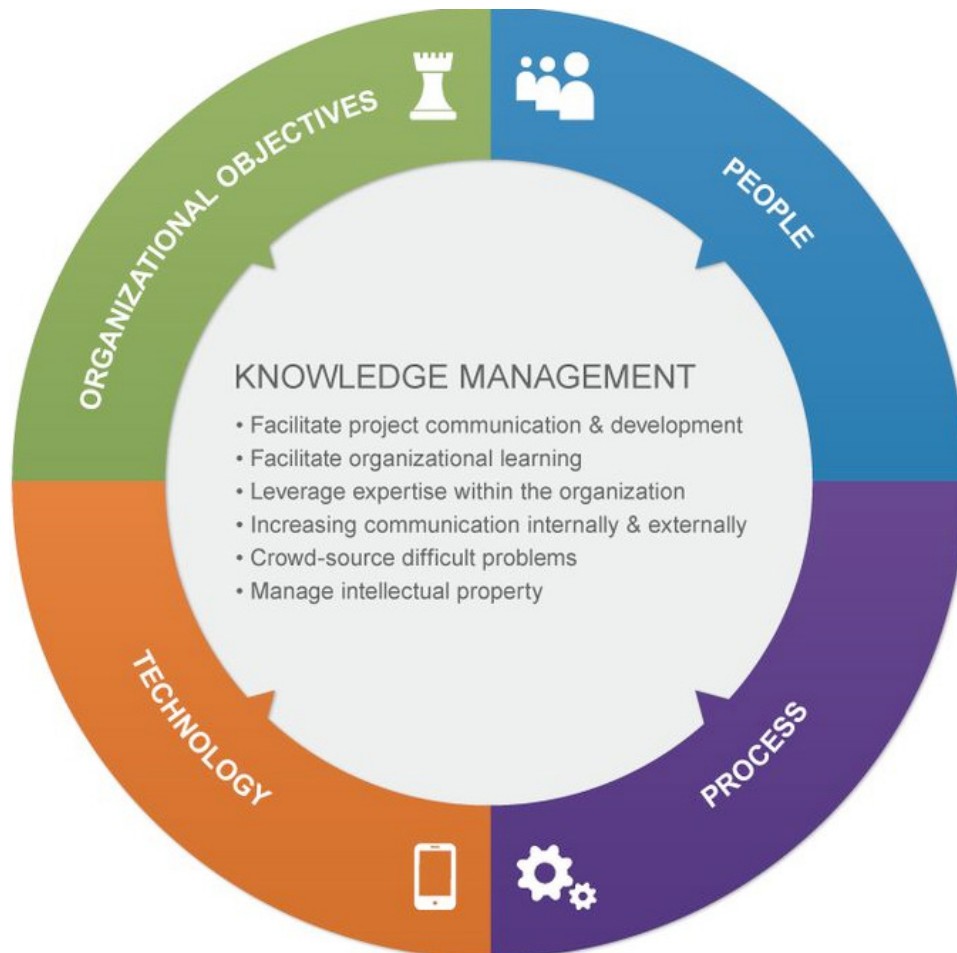 ORGANIZATIONAL OBJECTIVES
PEOPLE
KNOWLEDGE MANAGEMENT
• Facilitate project communication & development
• Facilitate organizational learning
• Leverage expertise within the organization
• Increasing communication internally & externally
• Crowd-source difficult problems
• Manage intellectual property
TECHNOLOGY
PROCESS